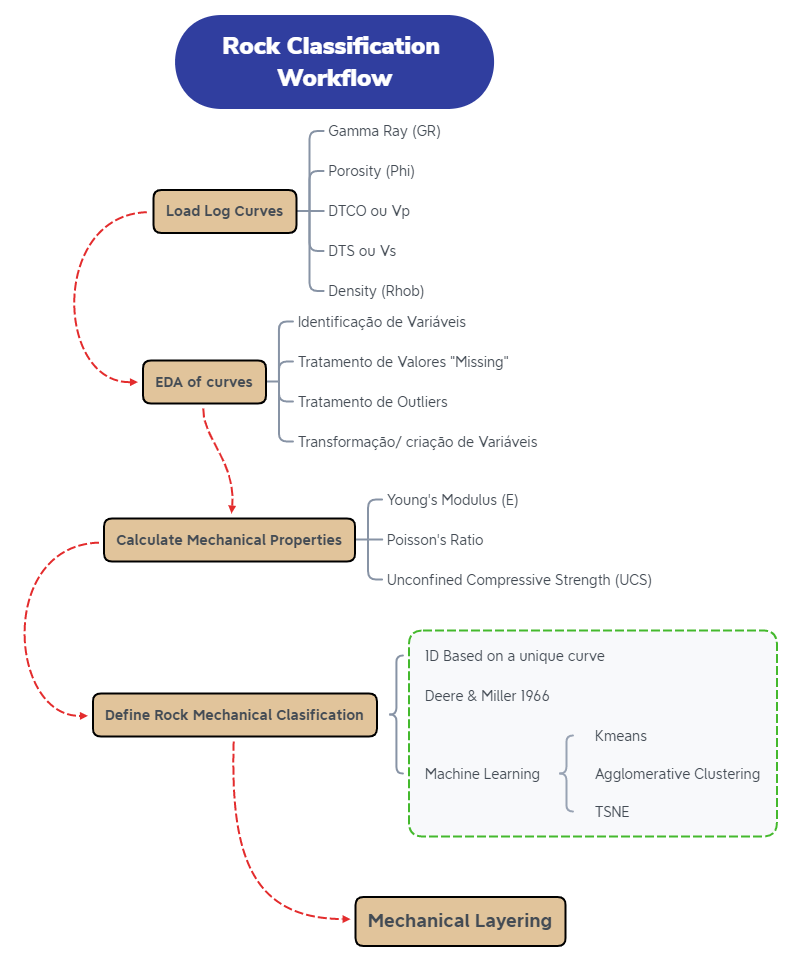 Rock Classification
Workflow
Gamma Ray (GR)
Porosity (Phi)
Load Log Curves
DTCO ou Vp
DTS ou Vs
Density (Rhob)
Identificação de Variáveis
Tratamento de Valores "Missing"
EDA of curves
Tratamento de Outliers
Transformação/ criação de Variáveis
Young's Modulus (E)
Calculate Mechanical Properties
Poisson's Ratio
Unconfined Compressive Strength (UCS)
1D Based on a unique curve
Deere & Miller 1966
Define Rock Mechanical Clasification
Machine Learning
Kmeans
Agglomerative Clustering
TSNE
Mechanical Layering